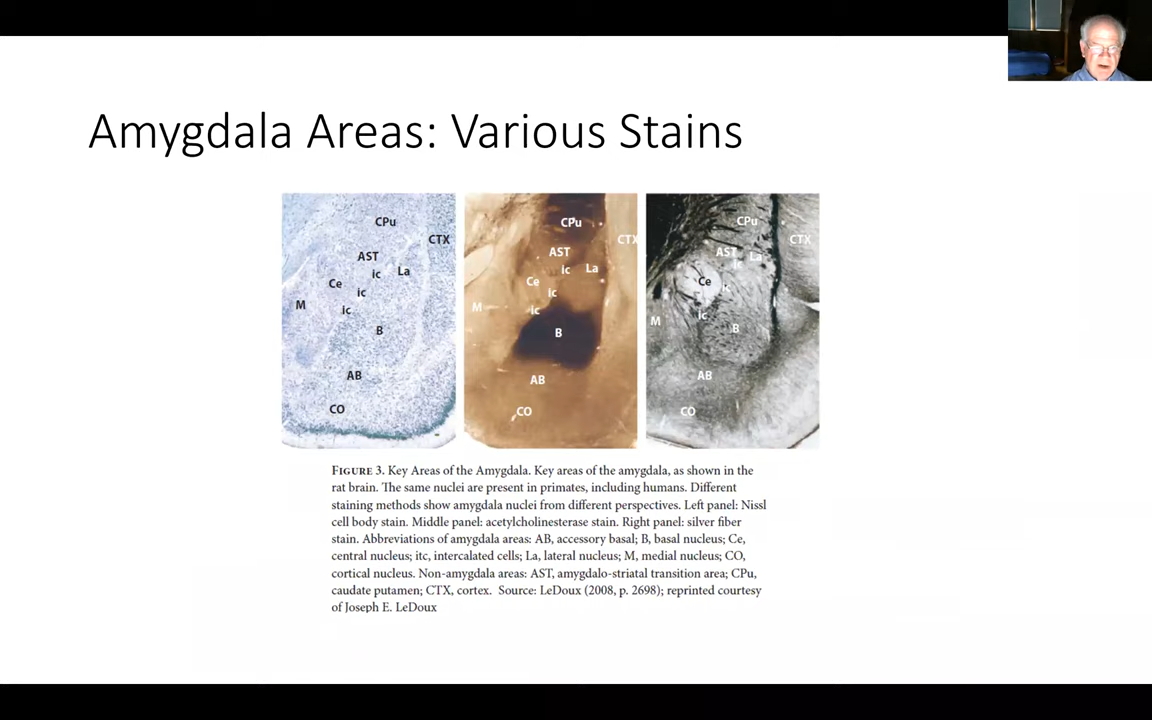 Amygdala Areas: Various Stains
CPu
CTX
AST
ic
La
Ce
ic
M
ic
B
AB
CO
CPu
CTX
AST
ic
La
Ce
ic
M
ic
B
AB
CO
CPu
CTX
AST
La
ic
Ce
ic
ic
M
B
AB
CO
FIGURE 3. Key Areas of the Amygdala. Key areas of the amygdala, as shown in the
rat brain. The same nuclei are present in primates, including humans. Different
staining methods show amygdala nuclei from different perspectives. Left panel: Nissl
cell body stain. Middle panel: acetylcholinesterase stain. Right panel: silver fiber
stain. Abbreviations of amygdala areas: AB, accessory basal; B, basal nucleus; Ce,
central nucleus; itc, intercalated cells; La, lateral nucleus; M, medial nucleus; CO,
cortical nucleus. Non-amygdala areas: AST, amygdalo-striatal transition area; CPu,
caudate putamen; CTX, cortex. Source: LeDoux (2008, p. 2698); reprinted courtesy
of Joseph E. LeDoux